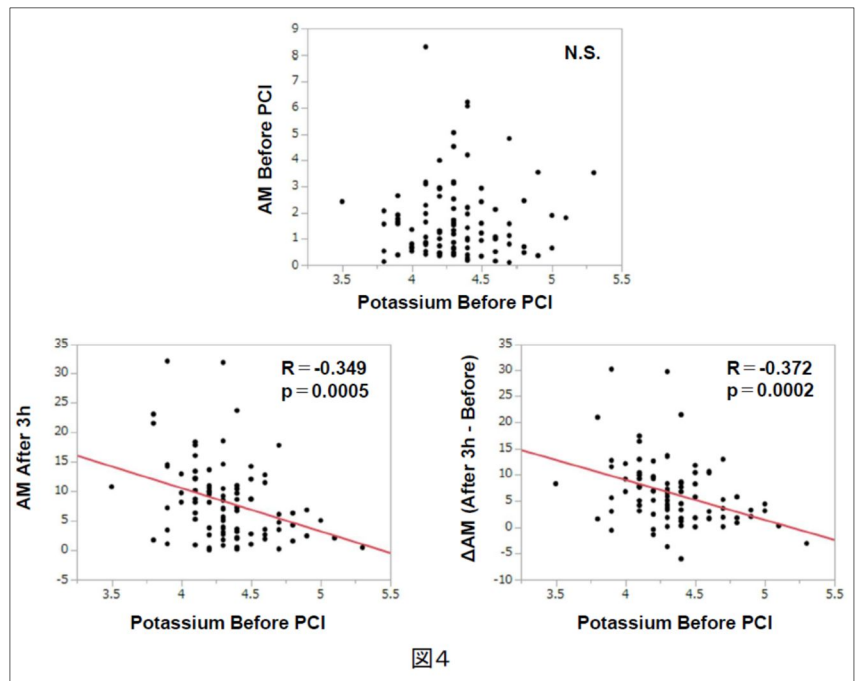 9
8
7
6
5
4
3
2
1
0
AM Before PCI
N.S.
3.5 4 4.5 5 5.5
Potassium Before PCI
35
30
25
20
15
10
5
0
-5
AM After 3h
R＝-0.349
p＝0.0005
3.5 4 4.5 5 5.5
Potassium Before PCI
35
30
25
20
15
10
5
0
-5
-10
ΔAM (After 3h - Before)
R＝-0.372
p＝0.0002
3.5 4 4.5 5 5.5
Potassium Before PCI
図4